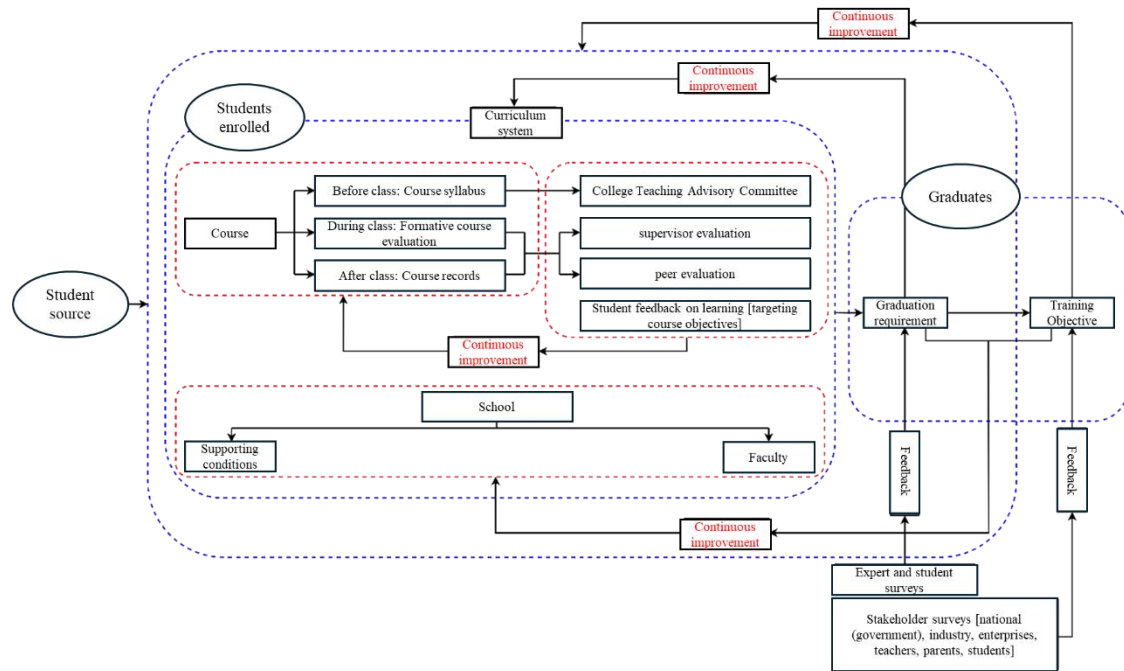 Continuous
improvement
Continuous
improvement
Students
enrolled
Curriculum
system
Before class: Course syllabus
College Teaching Advisory Committee
Graduates
Course
During class: Formative course
evaluation
supervisor evaluation
After class: Course records
peer evaluation
Student
source
Student feedback on learning [targeting
course objectives]
Graduation
requirement
Training
Objective
Continuous
improvement
School
Supporting
conditions
Faculty
Feedback
Feedback
Continuous
improvement
Expert and student
surveys
Stakeholder surveys [national
(government), industry, enterprises,
teachers, parents, students]